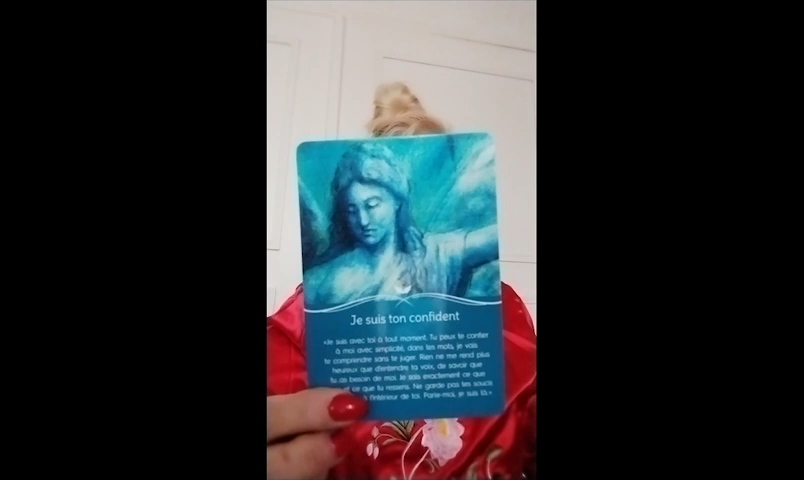 Je suis ton confident
«Je suis avec toi à tout moment. Tu peux te confier
à moi avec simplicité, dans tes mots, je vais
te comprendre sans te juger. Rien ne me rend plus
heureux que d'entendre ta voix, de savoir que
tu as besoin de moi. Je sais exactement ce que
et ce que tu ressens. Ne garde pas tes soucis
à l'intérieur de toi. Parle-moi, je suis là.»